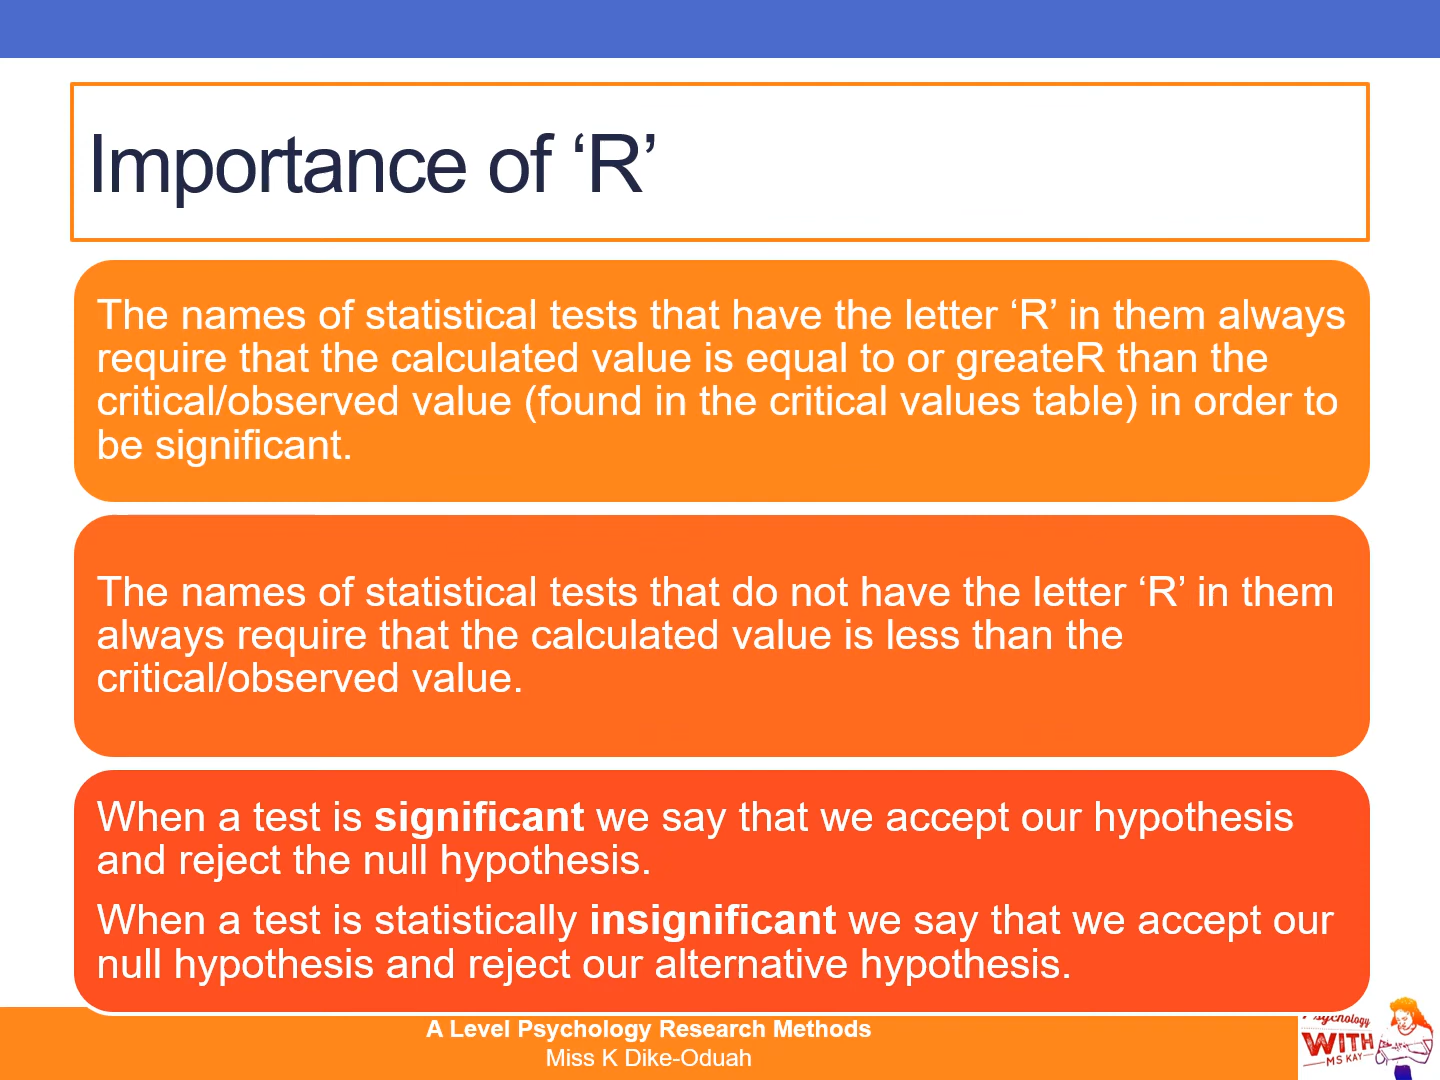 Importance of ‘R’
The names of statistical tests that have the letter ‘R’ in them always
require that the calculated value is equal to or greateR than the
critical/observed value (found in the critical values table) in order to
be significant.
The names of statistical tests that do not have the letter ‘R’ in them
always require that the calculated value is less than the
critical/observed value.
When a test is significant we say that we accept our hypothesis
and reject the null hypothesis.
When a test is statistically insignificant we say that we accept our
null hypothesis and reject our alternative hypothesis.
A Level Psychology Research Methods
Miss K Dike-Oduah
Psychology
WITH
MS KAY